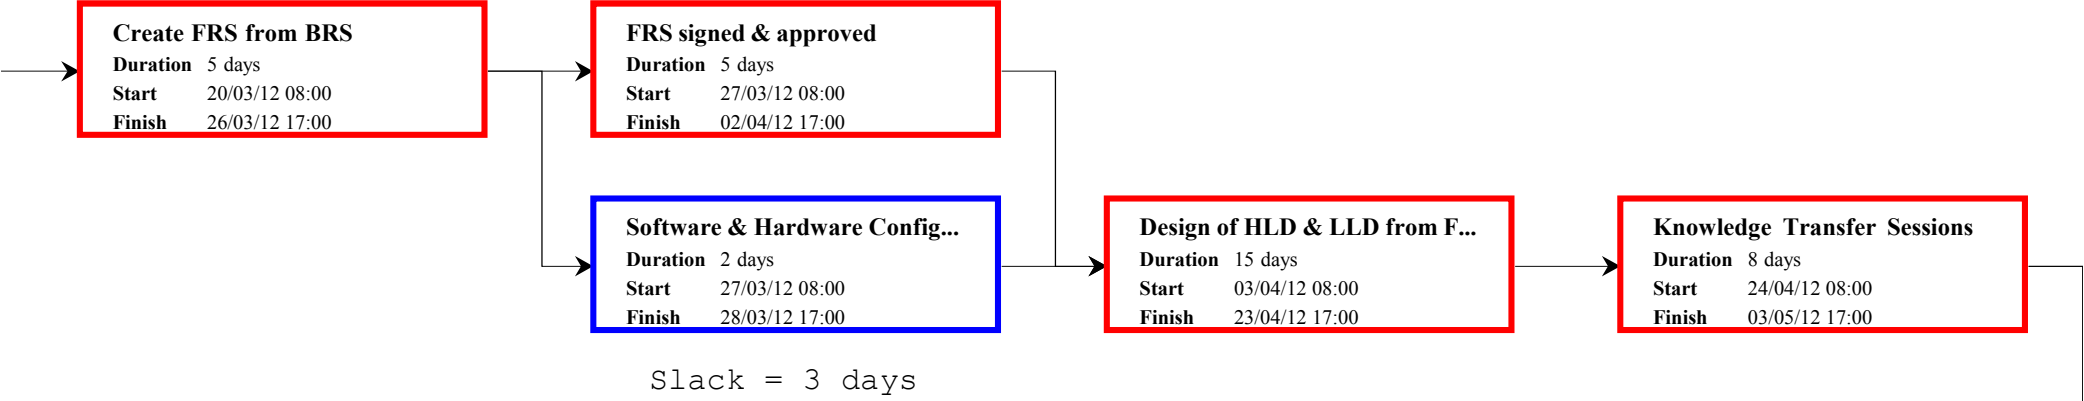 Create FRS from BRS
Duration 5 days
Start 20/03/12 08:00
Finish 26/03/12 17:00
FRS signed & approved
Duration 5 days
Start 27/03/12 08:00
Finish 02/04/12 17:00
Software & Hardware Config...
Duration 2 days
Start 27/03/12 08:00
Finish 28/03/12 17:00
Slack = 3 days
Design of HLD & LLD from F...
Duration 15 days
Start 03/04/12 08:00
Finish 23/04/12 17:00
Knowledge Transfer Sessions
Duration 8 days
Start 24/04/12 08:00
Finish 03/05/12 17:00